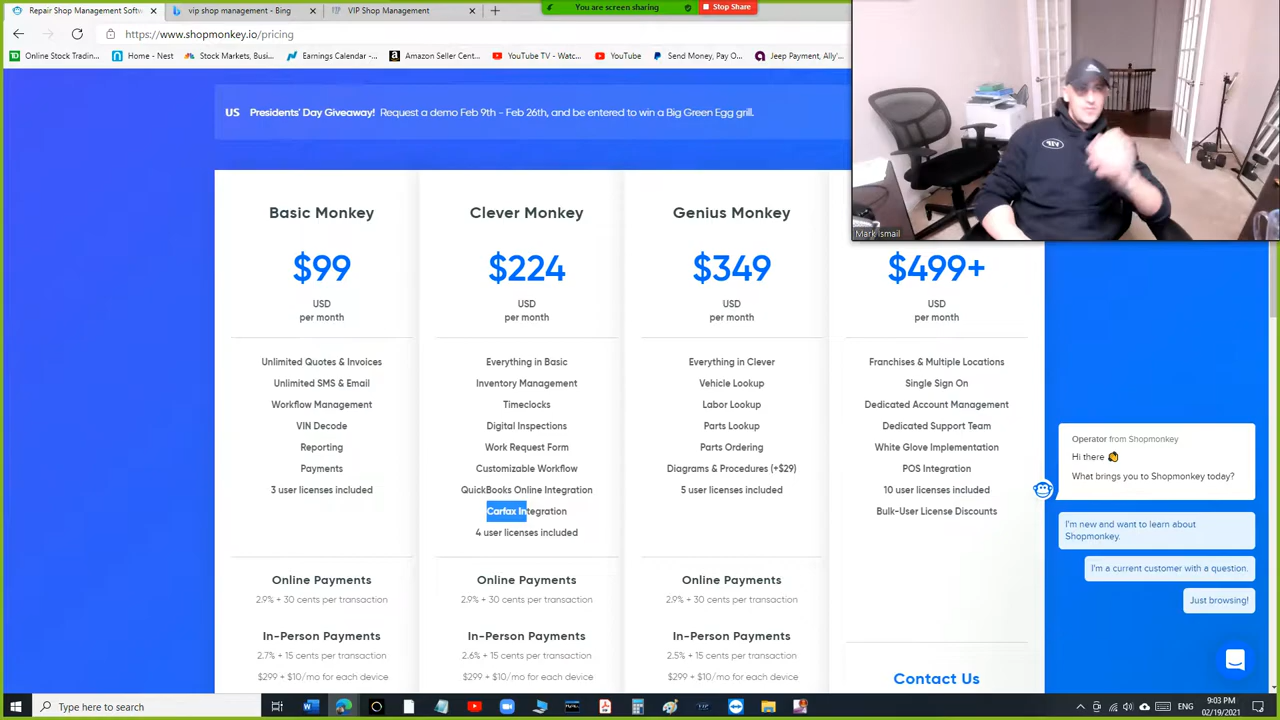 Repair Shop Management Softw
vip shop management - Bing
VIP Shop Management
You are screen sharing
Stop Share
https://www.shopmonkey.io/pricing
Online Stock Tradin...
Home - Nest
Stock Markets, Busi...
Earnings Calendar -...
Amazon Seller Cent...
YouTube TV - Watc...
YouTube
Send Money, Pay O...
Jeep Payment, Ally'...
US Presidents' Day Giveaway! Request a demo Feb 9th - Feb 26th, and be entered to win a Big Green Egg grill.
Mark Ismail
Basic Monkey
$99
USD
per month
Unlimited Quotes & Invoices
Unlimited SMS & Email
Workflow Management
VIN Decode
Reporting
Payments
3 user licenses included
Online Payments
2.9% + 30 cents per transaction
In-Person Payments
2.7% + 15 cents per transaction
$299 + $10/mo for each device
Clever Monkey
$224
USD
per month
Everything in Basic
Inventory Management
Timeclocks
Digital Inspections
Work Request Form
Customizable Workflow
QuickBooks Online Integration
Carfax Integration
4 user licenses included
Online Payments
2.9% + 30 cents per transaction
In-Person Payments
2.6% + 15 cents per transaction
$299 + $10/mo for each device
Genius Monkey
$349
USD
per month
Everything in Clever
Vehicle Lookup
Labor Lookup
Parts Lookup
Parts Ordering
Diagrams & Procedures (+$29)
5 user licenses included
Online Payments
2.9% + 30 cents per transaction
In-Person Payments
2.5% + 15 cents per transaction
$299 + $10/mo for each device
$499+
USD
per month
Franchises & Multiple Locations
Single Sign On
Dedicated Account Management
Dedicated Support Team
White Glove Implementation
POS Integration
10 user licenses included
Bulk-User License Discounts
Contact Us
Operator from Shopmonkey
Hi there 👋
What brings you to Shopmonkey today?
I'm new and want to learn about
Shopmonkey.
I'm a current customer with a question.
Just browsing!
Type here to search
ENG
9:03 PM
02/19/2021